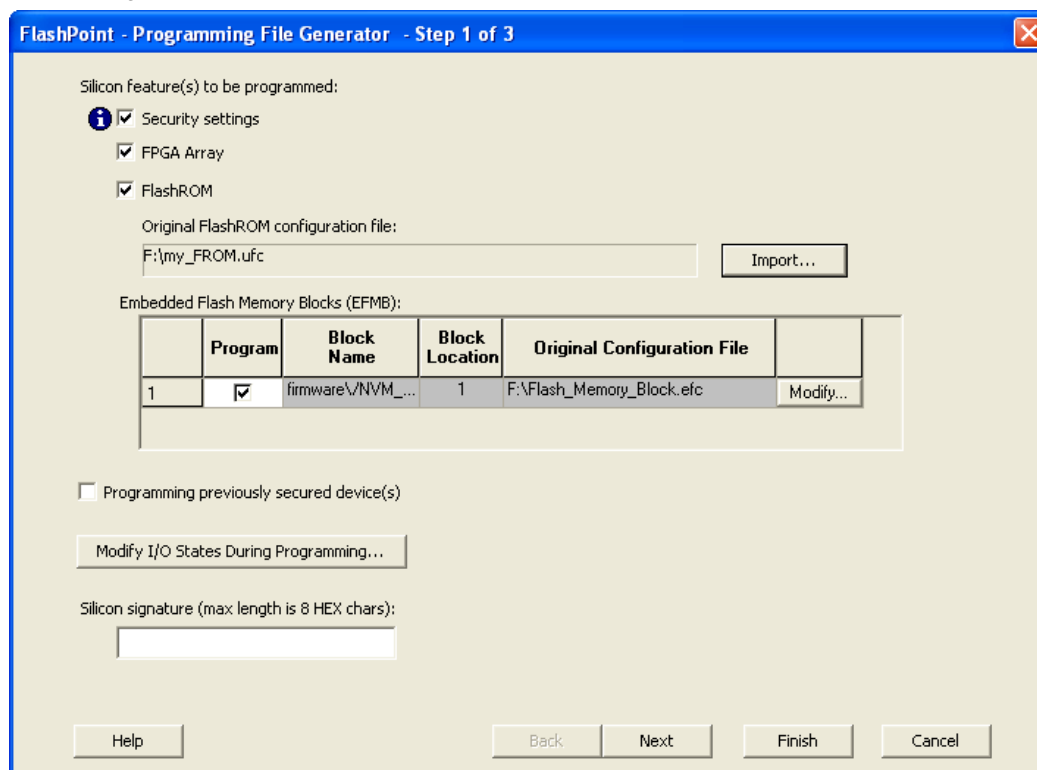 FlashPoint - Programming File Generator - Step 1 of 3
Silicon feature(s) to be programmed:
Security settings
FPGA Array
FlashROM
Original FlashROM configuration file:
F:\my_FROM.ufc
Import...
Embedded Flash Memory Blocks (EFMB):
Program Block Name Block Location Original Configuration File
1 firmware\/NVM_... 1 F:\Flash_Memory_Block.efc Modify...
Programming previously secured device(s)
Modify I/O States During Programming...
Silicon signature (max length is 8 HEX chars):
Help Back Next Finish Cancel